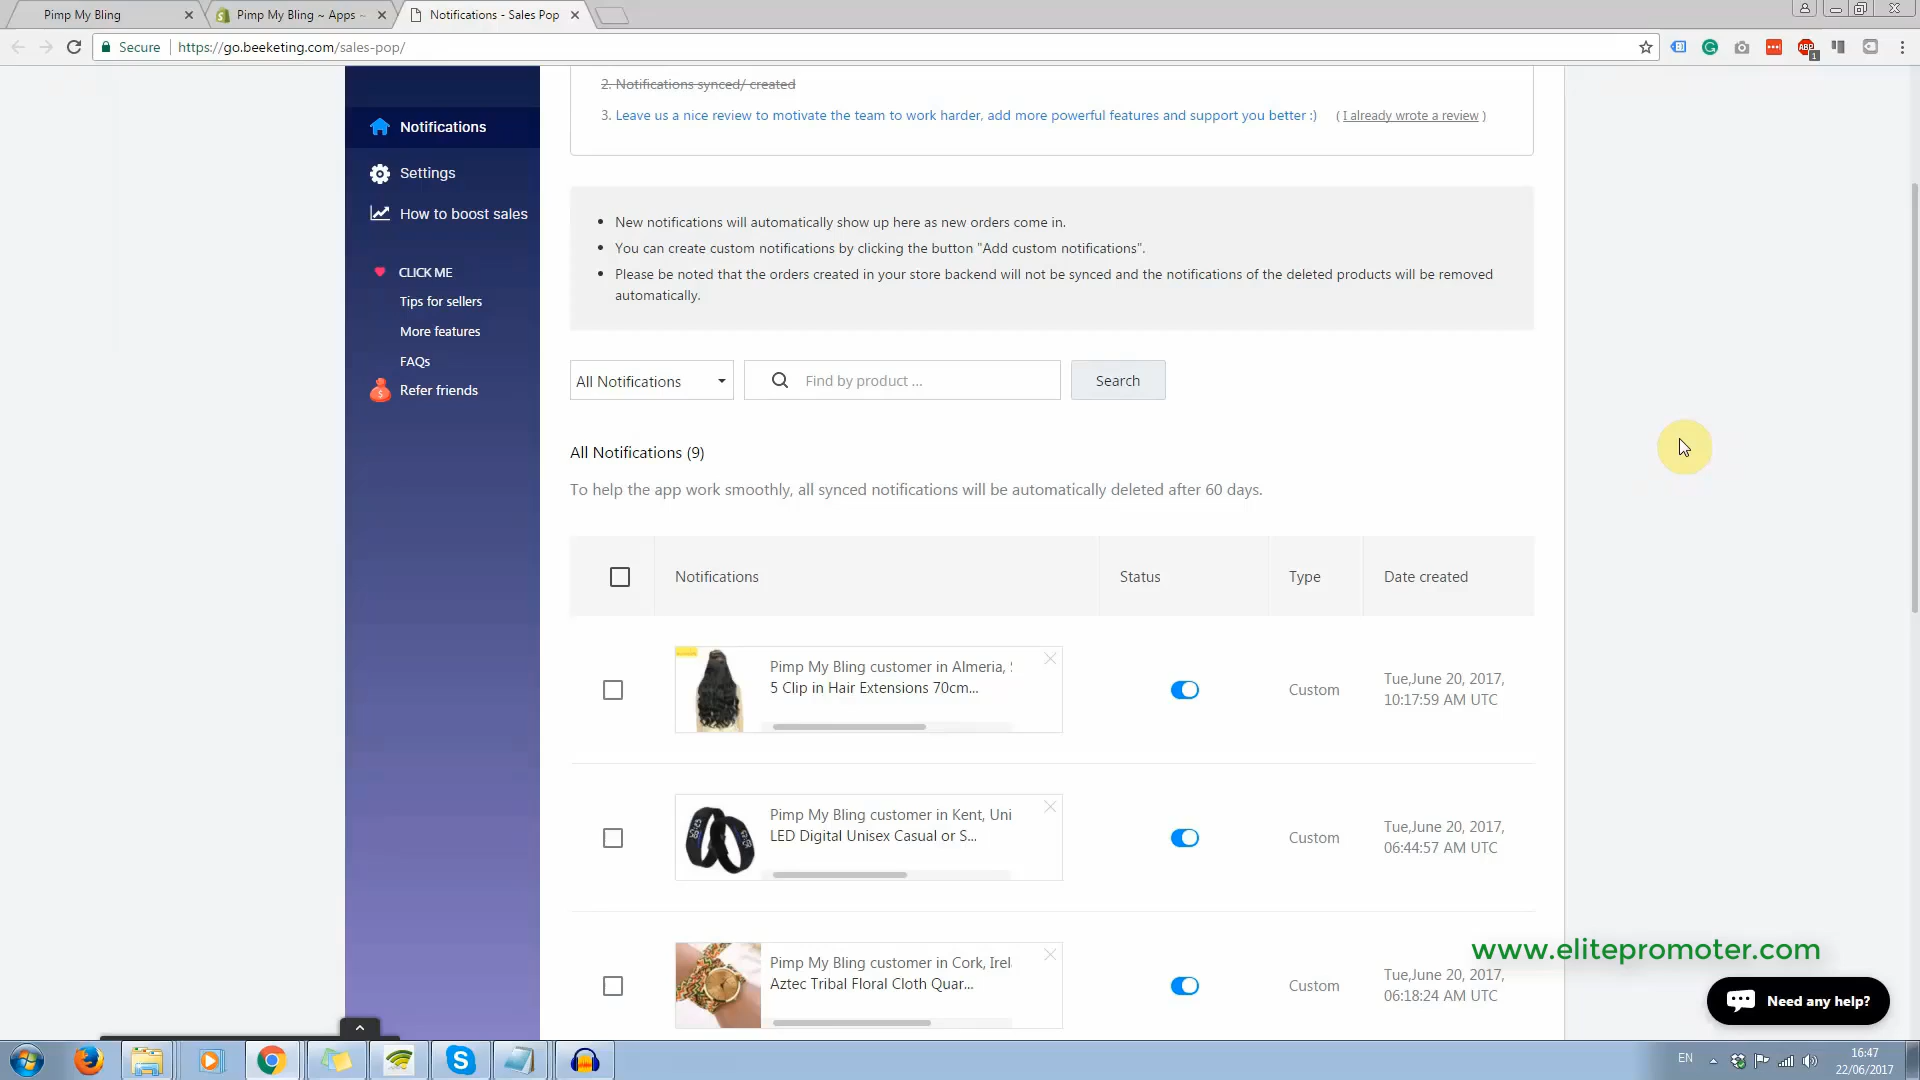 Pimp My Bling
Pimp My Bling ~ Apps ~
Notifications - Sales Pop
Secure
https://go.beeketing.com/sales-pop/
ABP
1
2. Notifications synced/ created
3. Leave us a nice review to motivate the team to work harder, add more powerful features and support you better :) ( I already wrote a review )
Notifications
Settings
How to boost sales
CLICK ME
Tips for sellers
More features
FAQs
Refer friends
New notifications will automatically show up here as new orders come in.
You can create custom notifications by clicking the button "Add custom notifications".
Please be noted that the orders created in your store backend will not be synced and the notifications of the deleted products will be removed
automatically.
All Notifications
Find by product ...
Search
All Notifications (9)
To help the app work smoothly, all synced notifications will be automatically deleted after 60 days.
Notifications
Status
Type
Date created
Pimp My Bling customer in Almeria,
5 Clip in Hair Extensions 70cm...
Custom
Tue,June 20, 2017,
10:17:59 AM UTC
Pimp My Bling customer in Kent, Uni
LED Digital Unisex Casual or S...
Custom
Tue,June 20, 2017,
06:44:57 AM UTC
Pimp My Bling customer in Cork, Irel
Aztec Tribal Floral Cloth Quar...
Custom
Tue,June 20, 2017,
06:18:24 AM UTC
www.elitepromoter.com
Need any help?
EN
16:47
22/06/2017